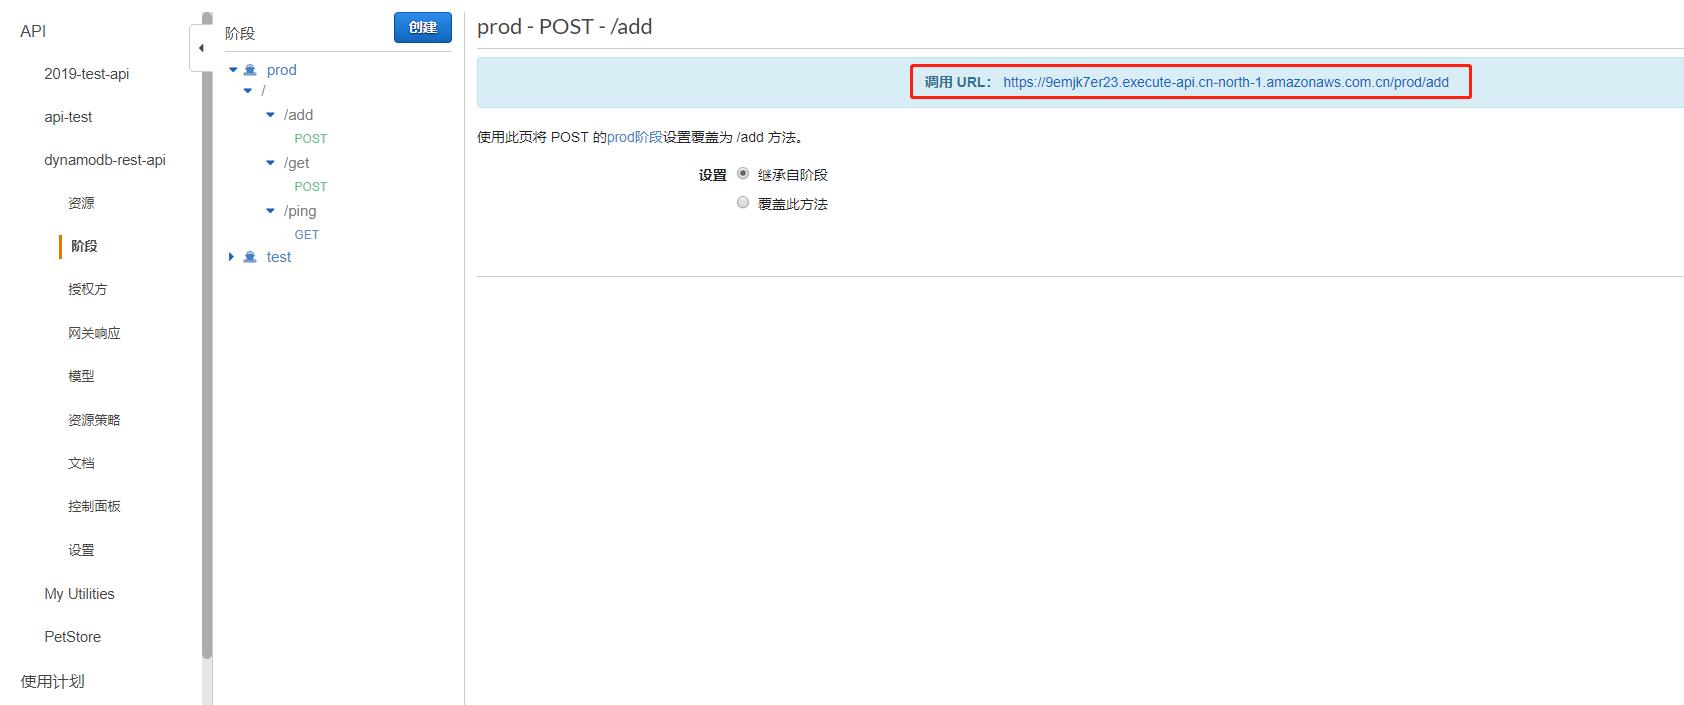 API
2019-test-api
api-test
dynamodb-rest-api
资源
阶段
授权方
网关响应
模型
资源策略
文档
控制面板
设置
My Utilities
PetStore
使用计划
阶段
创建
prod
/
/add
POST
/get
POST
/ping
GET
test
prod - POST - /add
调用 URL： https://9emjk7er23.execute-api.cn-north-1.amazonaws.com.cn/prod/add
使用此页将 POST 的prod阶段设置覆盖为 /add 方法。
设置 继承自阶段
覆盖此方法